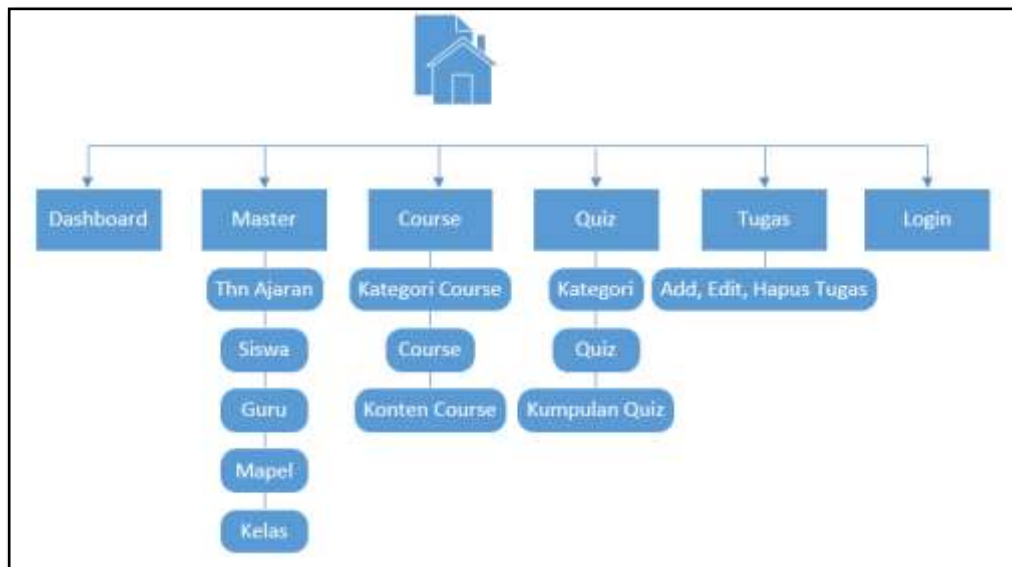 Dashboard
Master
Course
Quiz
Tugas
Login
Thn Ajaran
Kategori Course
Kategori
Add, Edit, Hapus Tugas
Siswa
Course
Quiz
Guru
Konten Course
Kumpulan Quiz
Mapel
Kelas